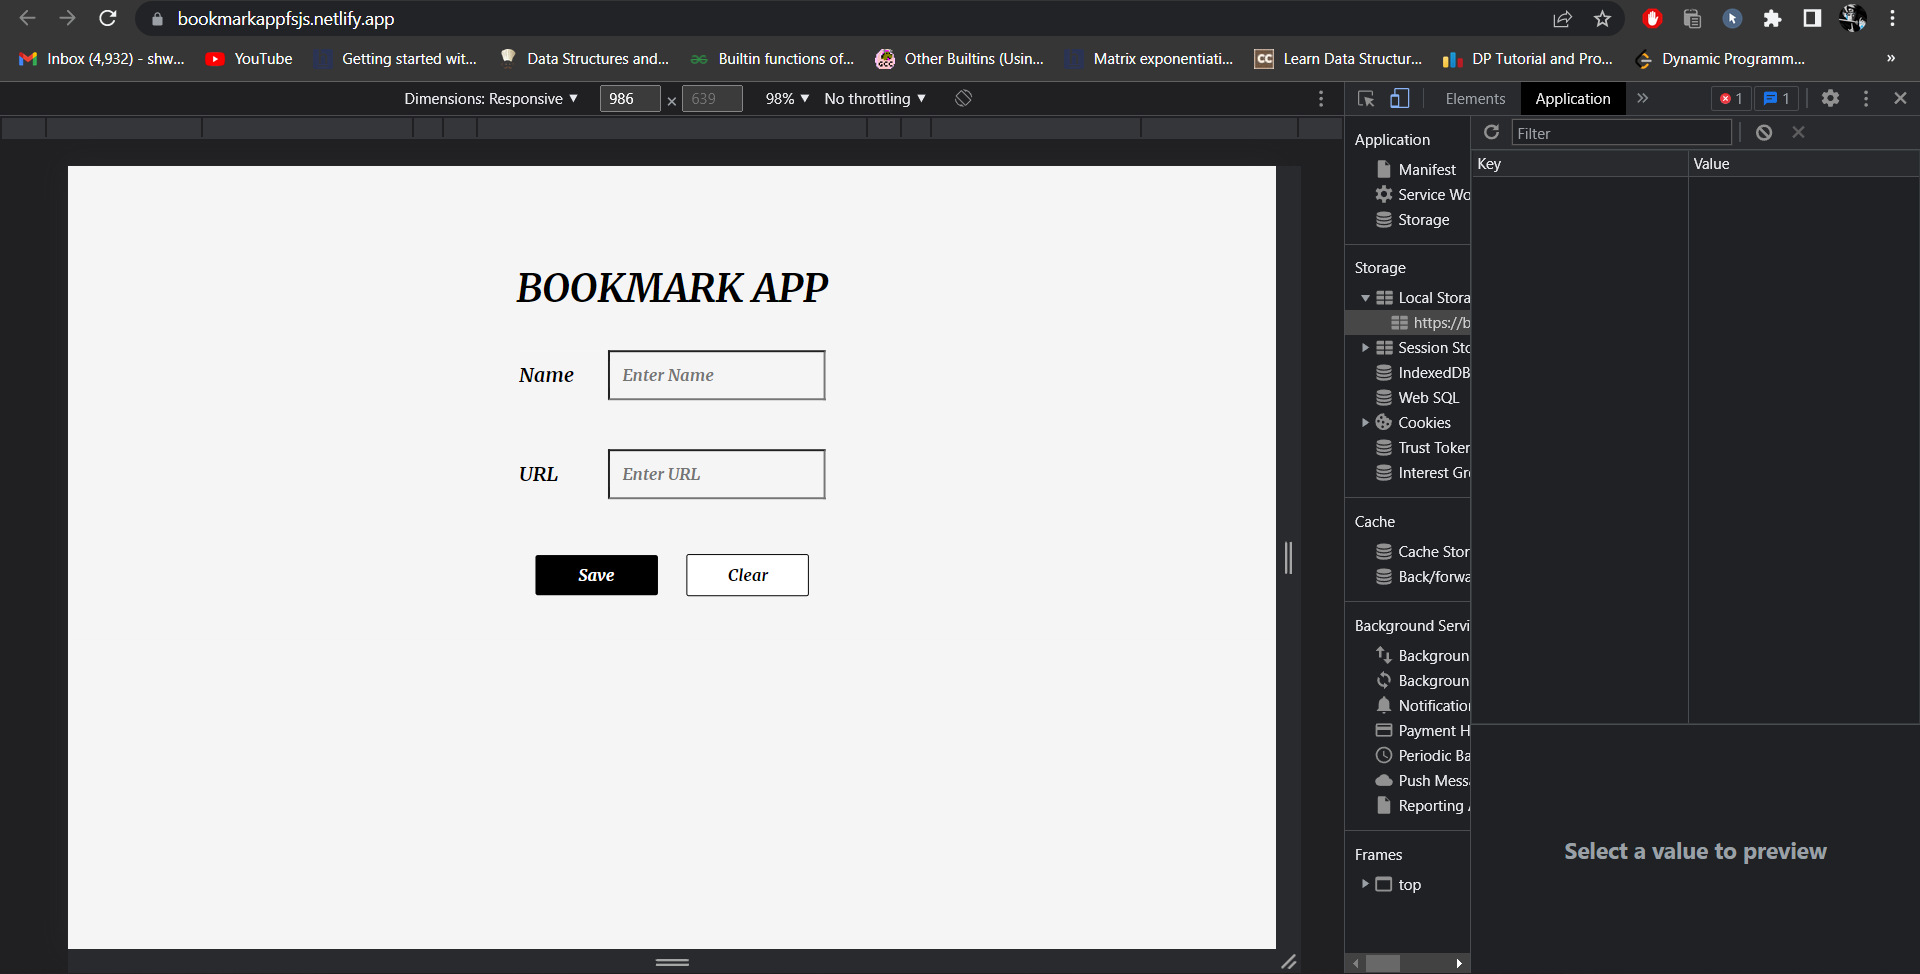 bookmarkappfsjs.netlify.app
Inbox (4,932) - shw... YouTube Getting started wit... Data Structures and... Builtin functions of... Other Builtins (Usin... Matrix exponentiati... Learn Data Structur... DP Tutorial and Pro... Dynamic Programm... »
Dimensions: Responsive ▼ 986 × 639 98% ▼ No throttling ▼
Elements Application » 1 1
BOOKMARK APP
Name Enter Name
URL Enter URL
Save Clear
Application
Manifest
Service Wo
Storage
Storage
Local Stora
https://b
Session Sto
IndexedDB
Web SQL
Cookies
Trust Token
Interest Gr
Cache
Cache Stor
Back/forwa
Background Servi
Backgroun
Backgroun
Notification
Payment H
Periodic Ba
Push Messa
Reporting A
Frames
top
Filter
Key Value
Select a value to preview